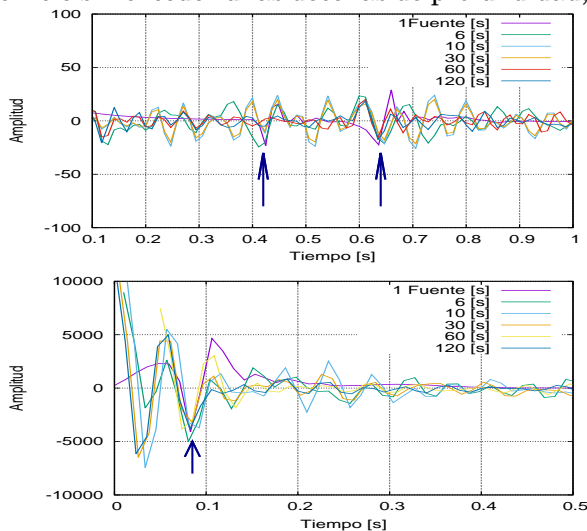 decenas de profundidad,
100
50
0
-50
-100
Amplitud
1Fuente [s]
6 [s]
10 [s]
30 [s]
60 [s]
120 [s]
0.1 0.2 0.3 0.4 0.5 0.6 0.7 0.8 0.9 1
Tiempo [s]
10000
5000
0
-5000
-10000
Amplitud
1 Fuente [s]
6 [s]
10 [s]
30 [s]
60 [s]
120 [s]
0 0.1 0.2 0.3 0.4 0.5
Tiempo [s]